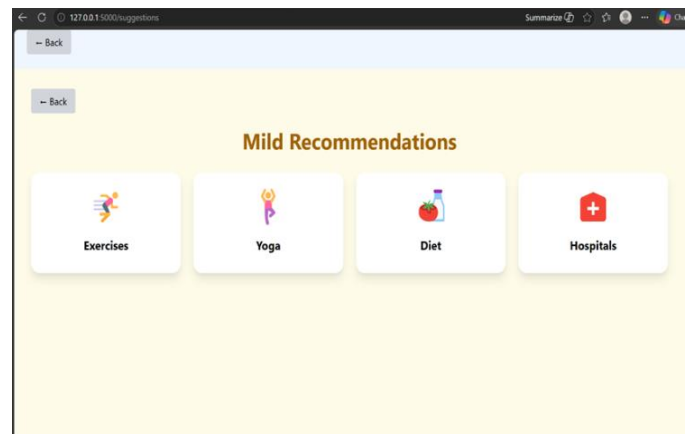 127.0.0.1:5000/suggestions Summarize
← Back
← Back
Mild Recommendations
Exercises Yoga Diet Hospitals